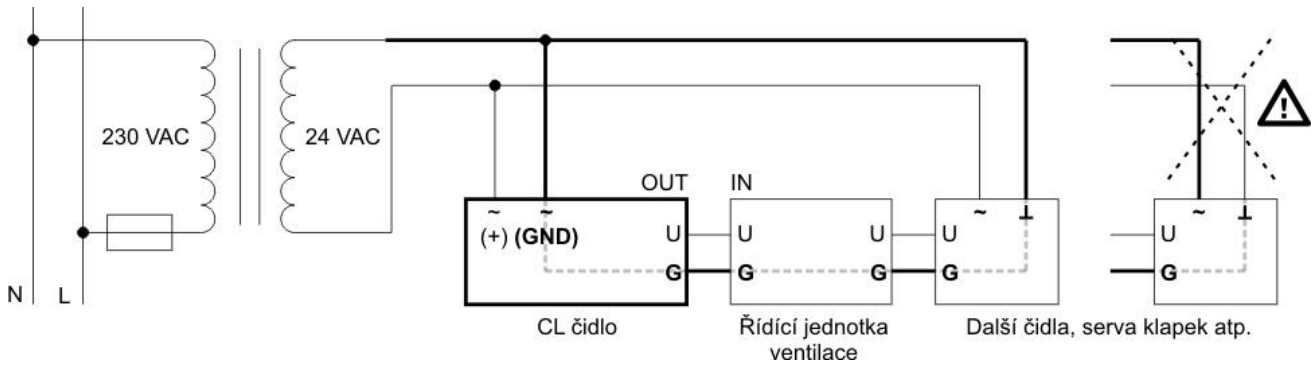 230 VAC
24 VAC
OUT
IN
~
~
~
⊥
~
⊥
(+) (GND)
U
U
U
U
U
G
G
G
G
G
N
L
CL čidlo
Řídící jednotka
ventilace
Další čidla, serva klapek atp.